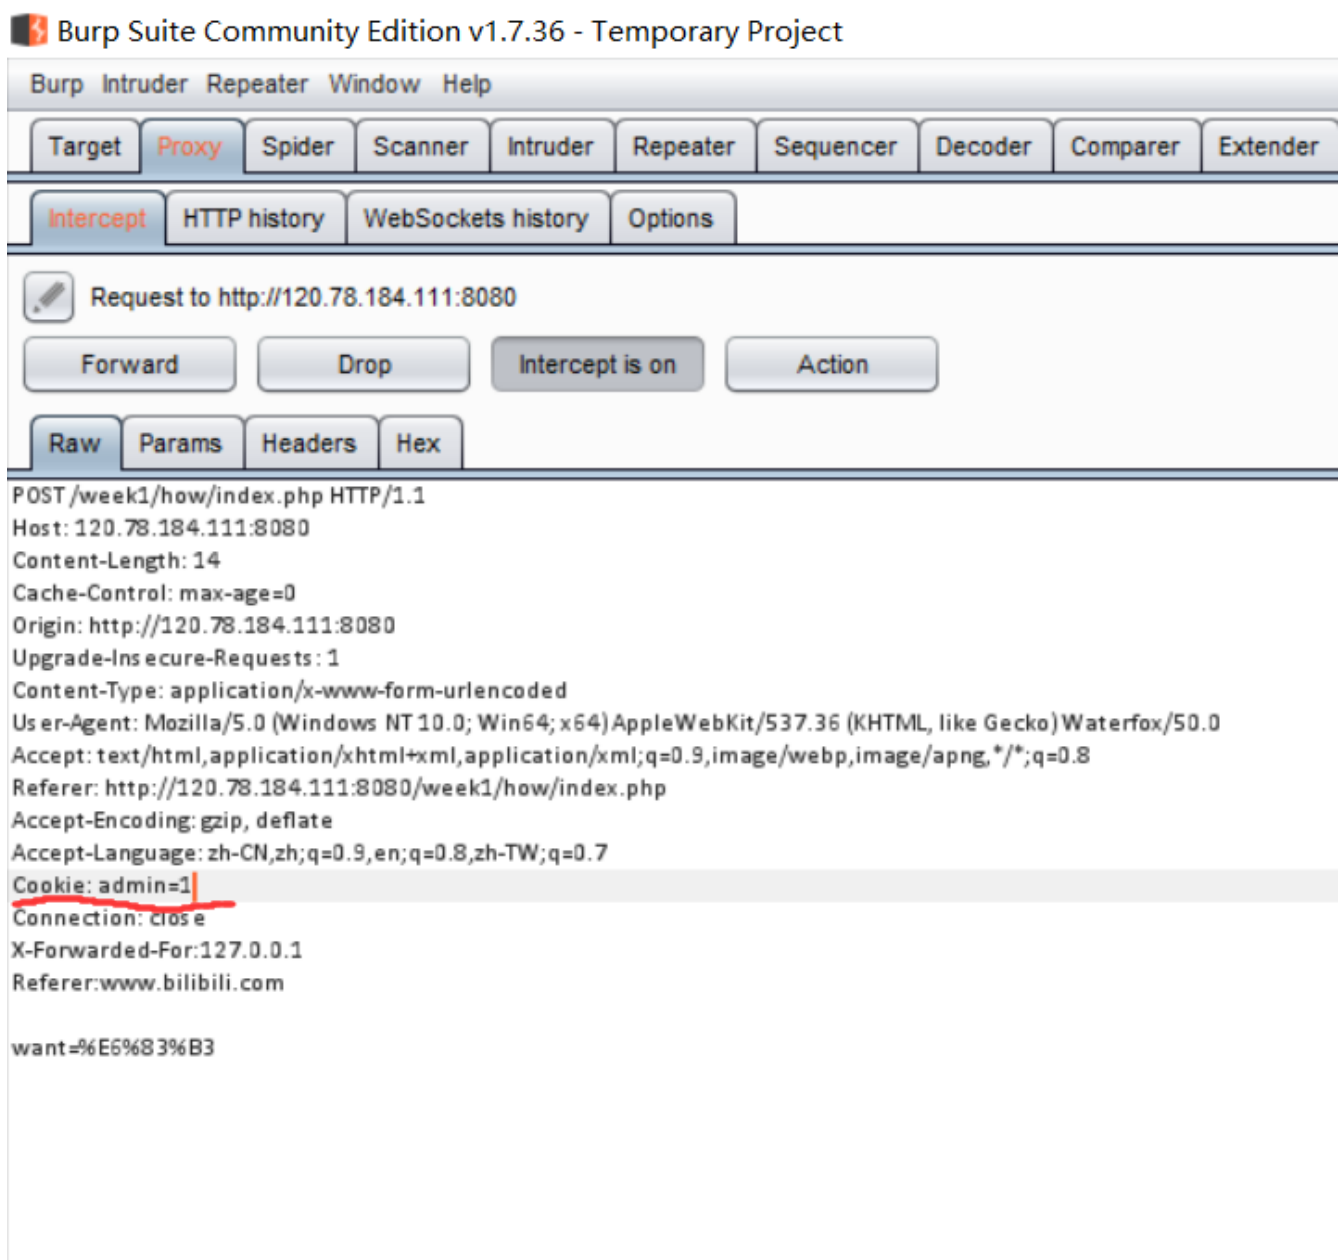 Burp Suite Community Edition v1.7.36 - Temporary Project
Burp Intruder Repeater Window Help
Target Proxy Spider Scanner Intruder Repeater Sequencer Decoder Comparer Extender
Intercept HTTP history WebSockets history Options
Request to http://120.78.184.111:8080
Forward Drop Intercept is on Action
Raw Params Headers Hex
POST /week1/how/index.php HTTP/1.1
Host: 120.78.184.111:8080
Content-Length: 14
Cache-Control: max-age=0
Origin: http://120.78.184.111:8080
Upgrade-Insecure-Requests: 1
Content-Type: application/x-www-form-urlencoded
User-Agent: Mozilla/5.0 (Windows NT 10.0; Win64; x64) AppleWebKit/537.36 (KHTML, like Gecko) Waterfox/50.0
Accept: text/html,application/xhtml+xml,application/xml;q=0.9,image/webp,image/apng,*/*;q=0.8
Referer: http://120.78.184.111:8080/week1/how/index.php
Accept-Encoding: gzip, deflate
Accept-Language: zh-CN,zh;q=0.9,en;q=0.8,zh-TW;q=0.7
Cookie: admin=1
Connection: close
X-Forwarded-For:127.0.0.1
Referer:www.bilibili.com
want=%E6%83%B3